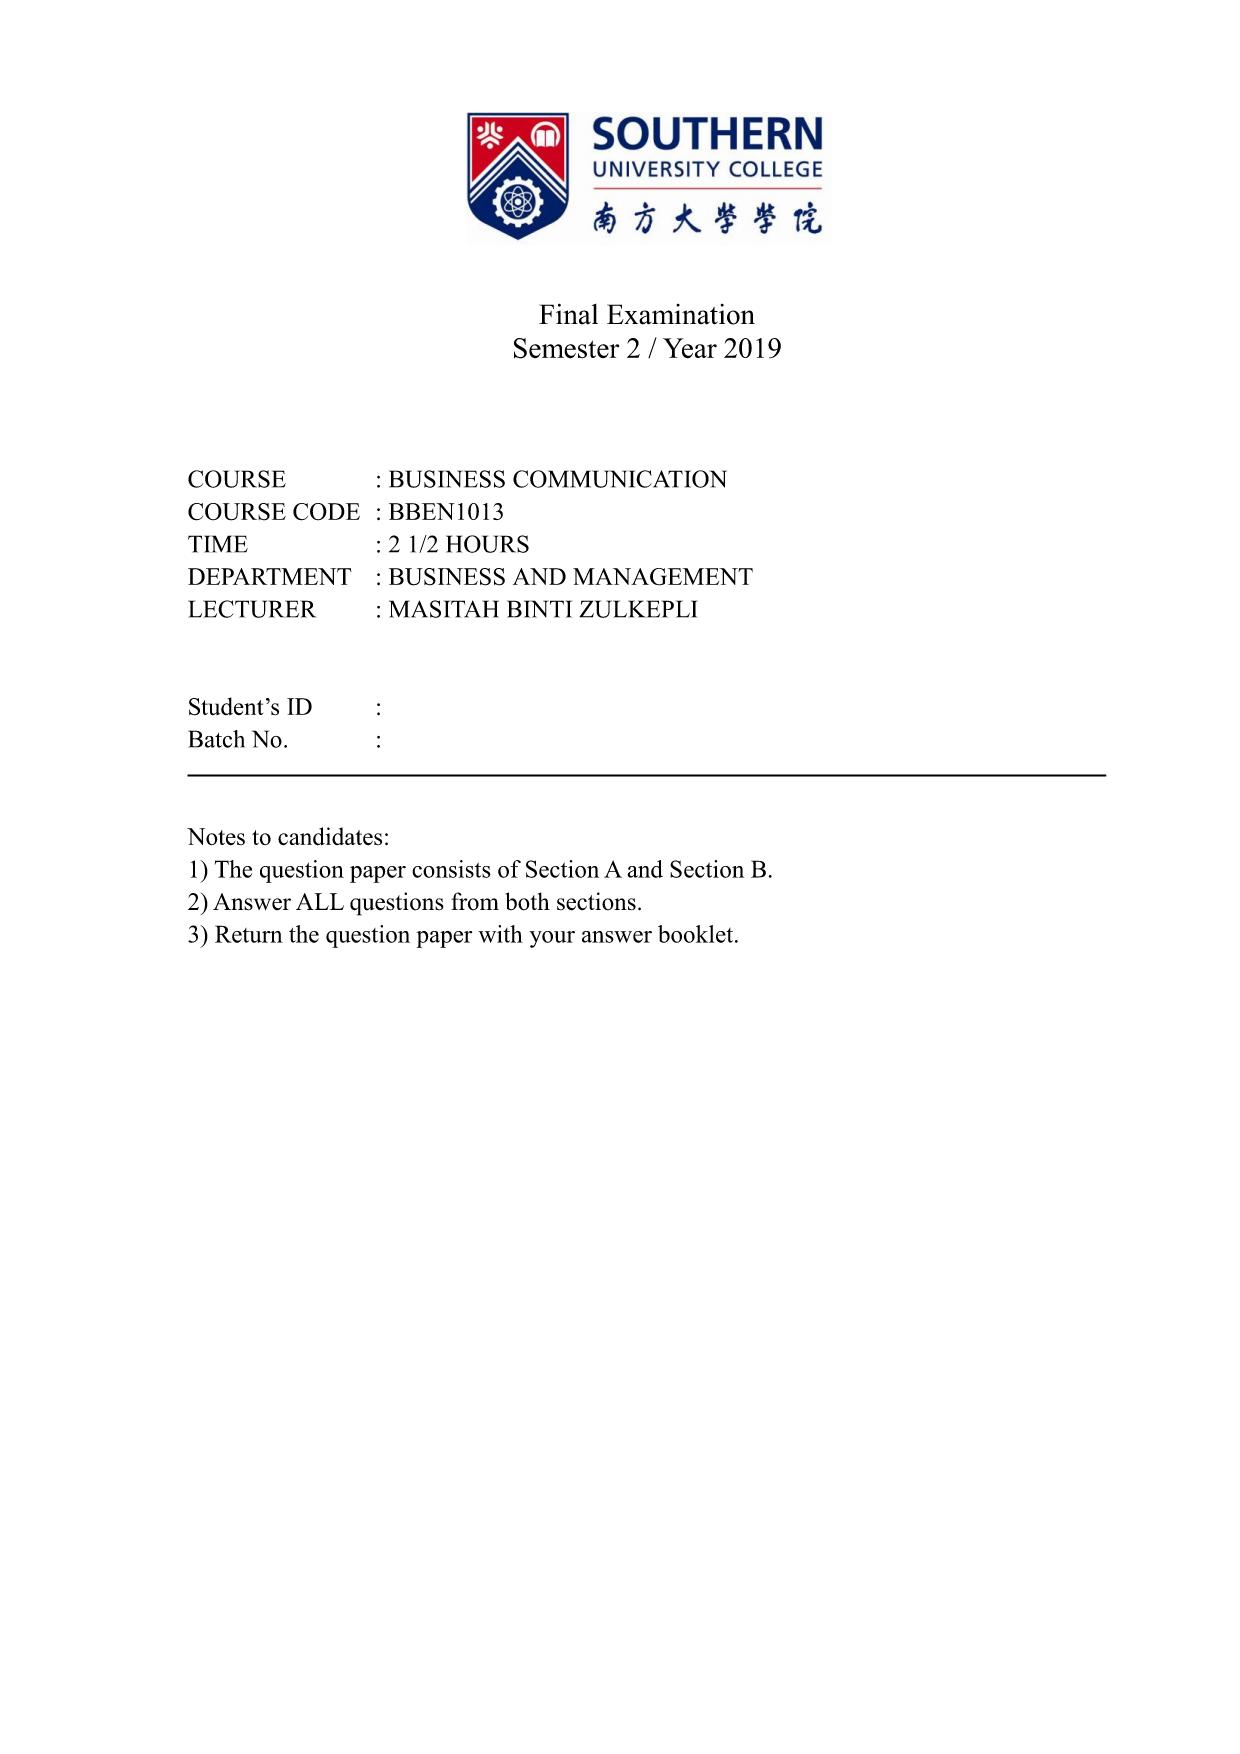 SOUTHERN
UNIVERSITY COLLEGE
南方大學學院
Final Examination
Semester 2 / Year 2019
COURSE : BUSINESS COMMUNICATION
COURSE CODE : BBEN1013
TIME : 2 1/2 HOURS
DEPARTMENT : BUSINESS AND MANAGEMENT
LECTURER : MASITAH BINTI ZULKEPLI
Student’s ID :
Batch No. :
Notes to candidates:
1) The question paper consists of Section A and Section B.
2) Answer ALL questions from both sections.
3) Return the question paper with your answer booklet.